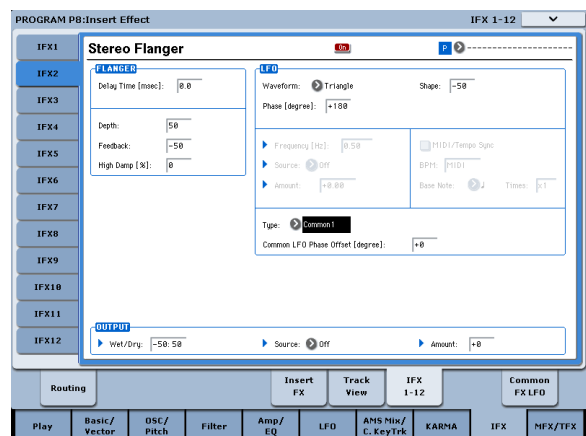 PROGRAM P8:Insert Effect IFX 1-12
IFX1 Stereo Flanger On P
IFX2 FLANGER LFO
Delay Time [msec]: 0.0 Waveform: Triangle Shape: -50
IFX3 Phase [degree]: +180
IFX4 Depth: 50
IFX5 Feedback: -50 Frequency [Hz]: 0.50 MIDI/Tempo Sync
High Damp [%]: 0 Source: Off BPM: MIDI
IFX6 Amount: +0.00 Base Note: ♩ Times: x1
IFX7
IFX8 Type: Common1
Common LFO Phase Offset [degree]: +0
IFX9
IFX10
IFX11
OUTPUT
IFX12 Wet/Dry: -50:50 Source: Off Amount: +0
Routing Insert FX Track View IFX 1-12 Common FX LFO
Play Basic/Vector OSC/Pitch Filter Amp/EQ LFO AMS Mix/C.KeyTrk KARMA IFX MFX/TFX